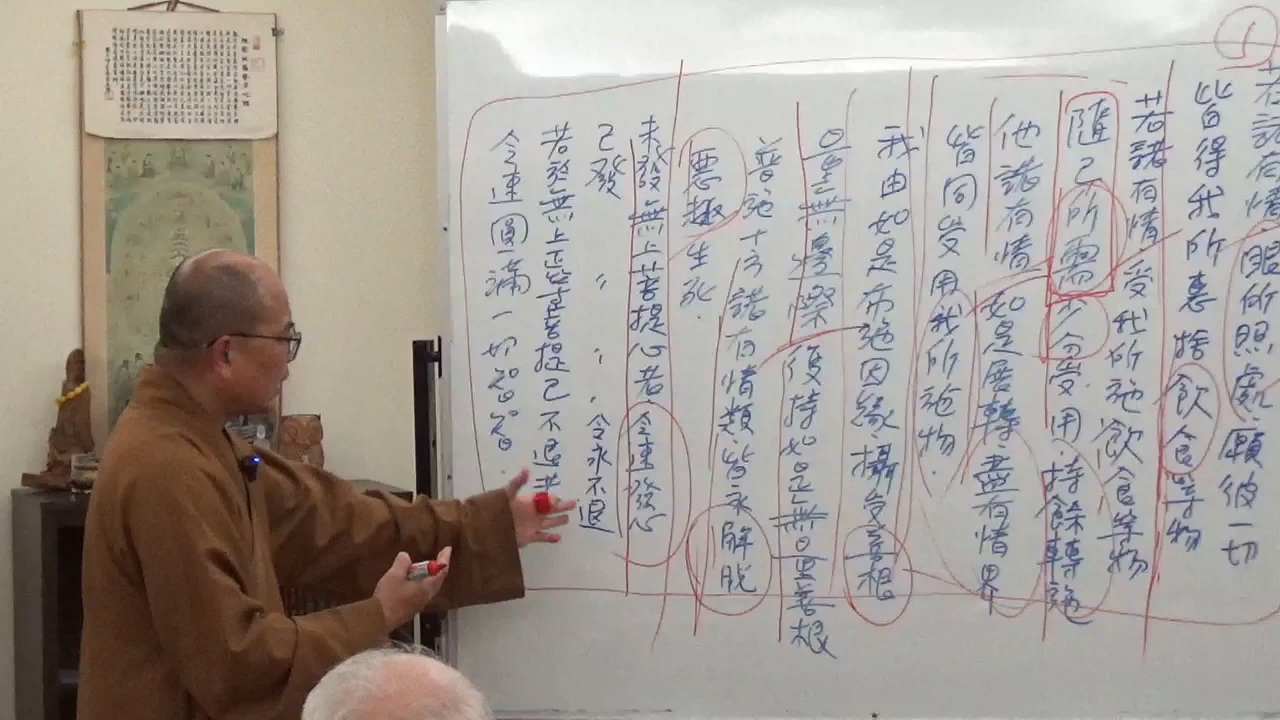 ①
若諸有情眼所照處願彼一切
皆得我所惠捨飲食等物
若諸有情受我所施飲食等物
隨己所需少分受用持餘轉施
他諸有情如是展轉盡有情界
皆同受用我所施物.
我由如是布施因緣攝受善根
量無邊際復持如是無量善根
普施十方諸有情類皆永解脫
惡趣生死.
未發無上菩提心者令速發心
已發〃〃〃令永不退
若於無上正等菩提已不退者
令速圓滿一切智智.